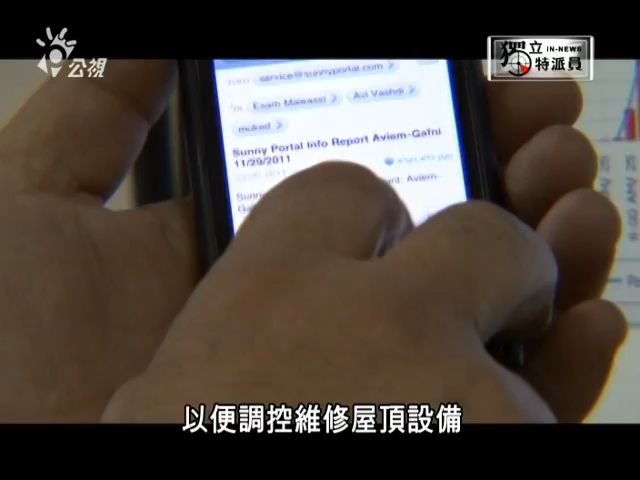 公視
獨立特派員
IN-NEWS
service@sunnyportal.com
Esam Mawassi
Avi Vashdi
muked
Sunny Portal Info Report Aviem-Gafni
11/29/2011
Aviem-
以便調控維修屋頂設備